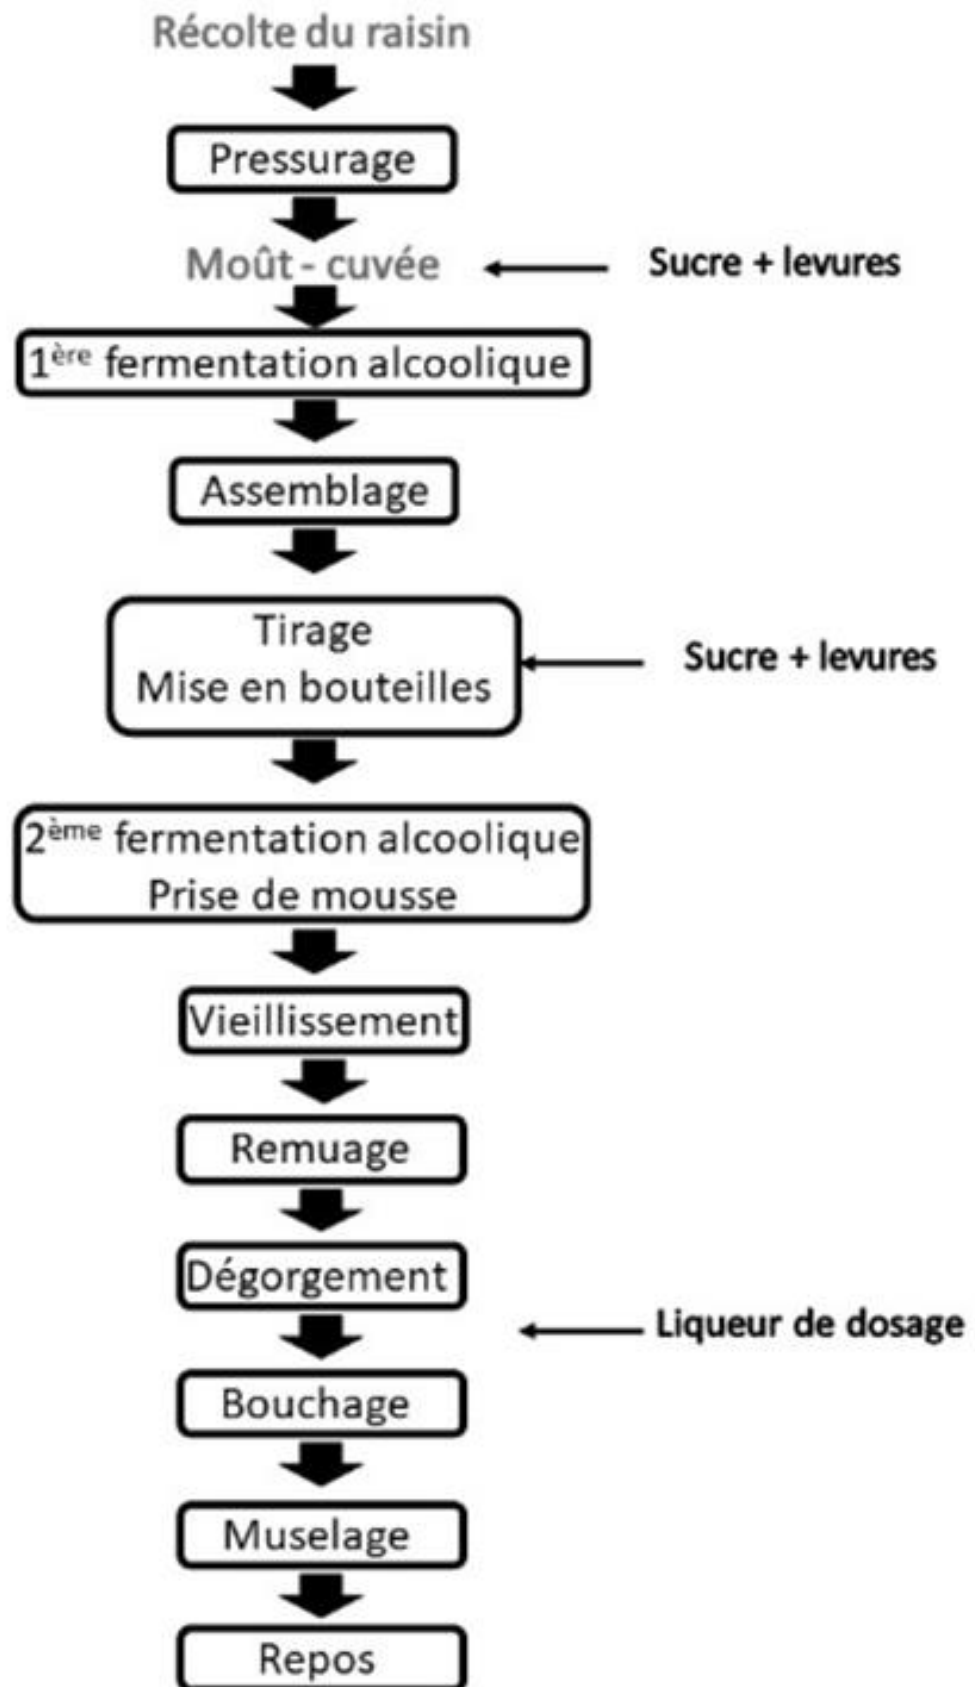 Récolte du raisin
Pressurage
Moût - cuvée
Sucre + levures
1ère fermentation alcoolique
Assemblage
Tirage
Mise en bouteilles
Sucre + levures
2ème fermentation alcoolique
Prise de mousse
Vieillissement
Remuage
Dégorgement
Liqueur de dosage
Bouchage
Muselage
Repos